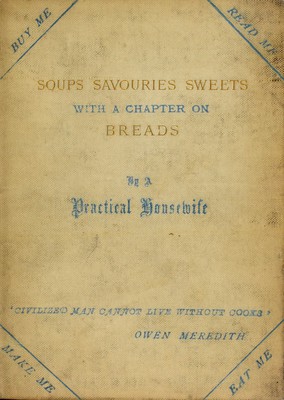 BUY ME
READ ME
SOUPS SAVOURIES SWEETS
WITH A CHAPTER ON
BREADS
By A
Practical Housewife
"CIVILIZED MAN CANNOT LIVE WITHOUT COOKS"
OWEN MEREDITH
MAKE ME
EAT ME